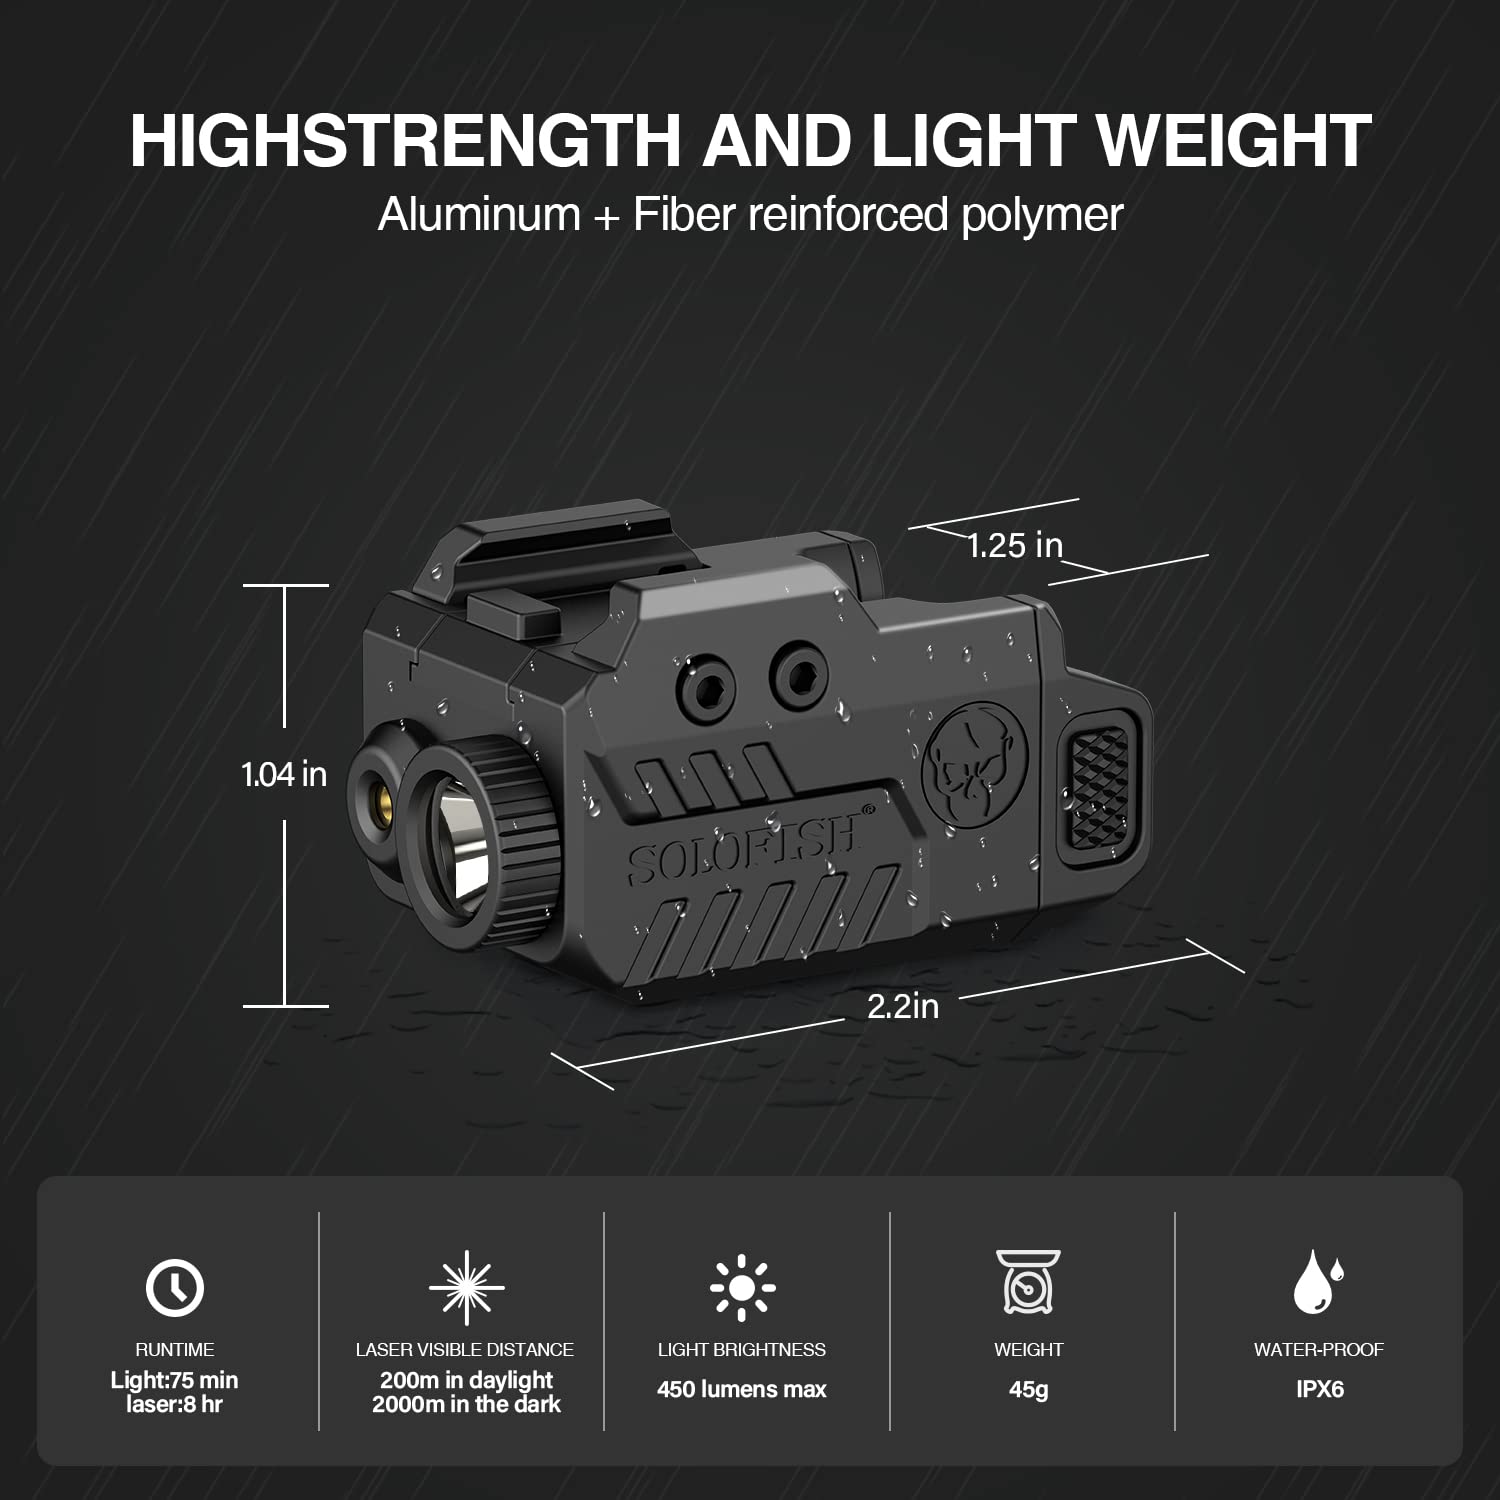 HIGHSTRENGTH AND LIGHT WEIGHT
Aluminum + Fiber reinforced polymer
1.25 in
1.04 in
SOLOFISH®
2.2in
RUNTIME
Light:75 min
laser:8 hr
LASER VISIBLE DISTANCE
200m in daylight
2000m in the dark
LIGHT BRIGHTNESS
450 lumens max
WEIGHT
45g
WATER-PROOF
IPX6